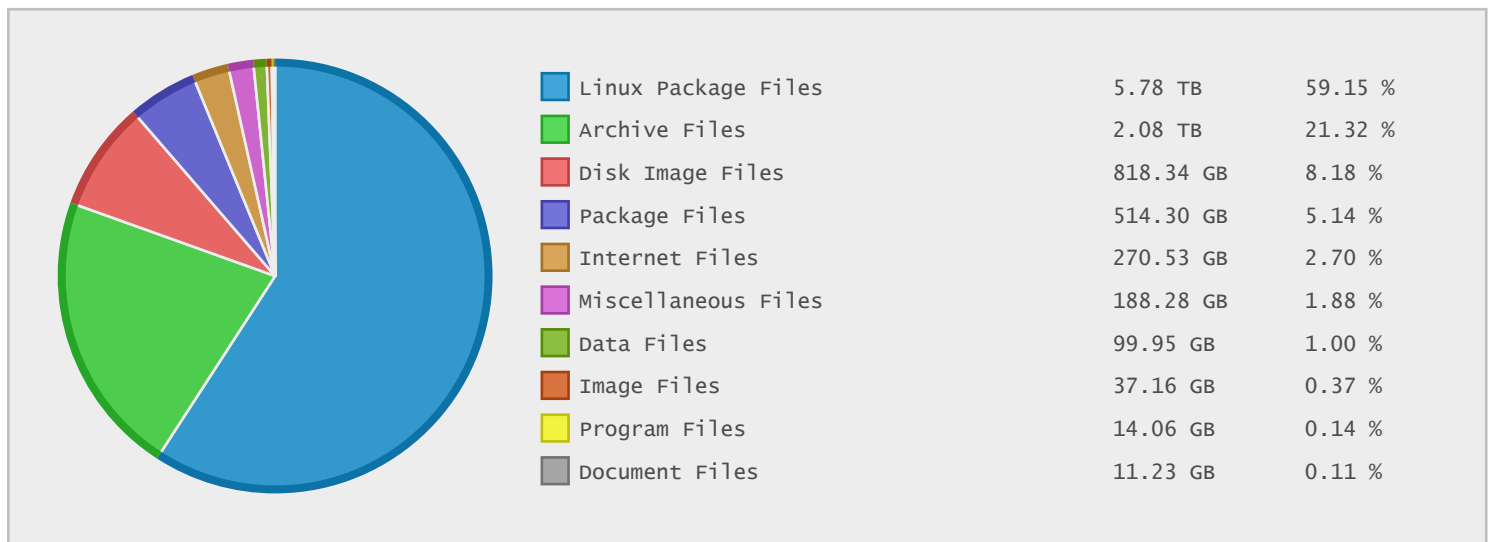 Linux Package Files 5.78 TB 59.15 %
Archive Files 2.08 TB 21.32 %
Disk Image Files 818.34 GB 8.18 %
Package Files 514.30 GB 5.14 %
Internet Files 270.53 GB 2.70 %
Miscellaneous Files 188.28 GB 1.88 %
Data Files 99.95 GB 1.00 %
Image Files 37.16 GB 0.37 %
Program Files 14.06 GB 0.14 %
Document Files 11.23 GB 0.11 %